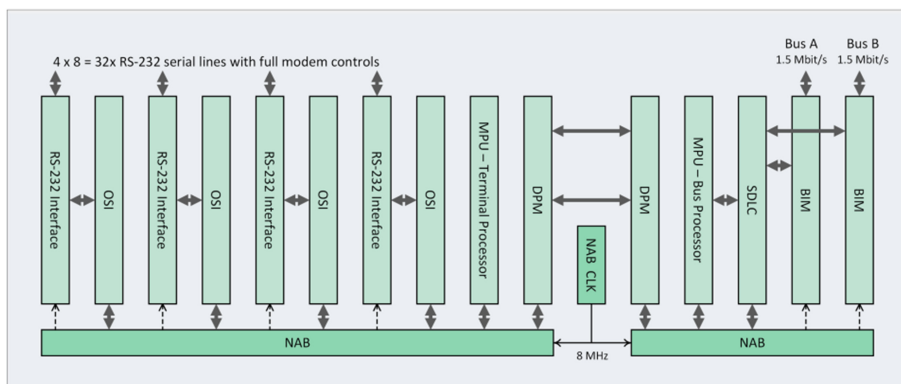 Bus A
1.5 Mbit/s
Bus B
1.5 Mbit/s
4 x 8 = 32x RS-232 serial lines with full modem controls
RS-232 Interface
OSI
RS-232 Interface
OSI
RS-232 Interface
OSI
RS-232 Interface
OSI
MPU – Terminal Processor
DPM
NAB CLK
DPM
MPU – Bus Processor
SDLC
BIM
BIM
NAB
8 MHz
NAB